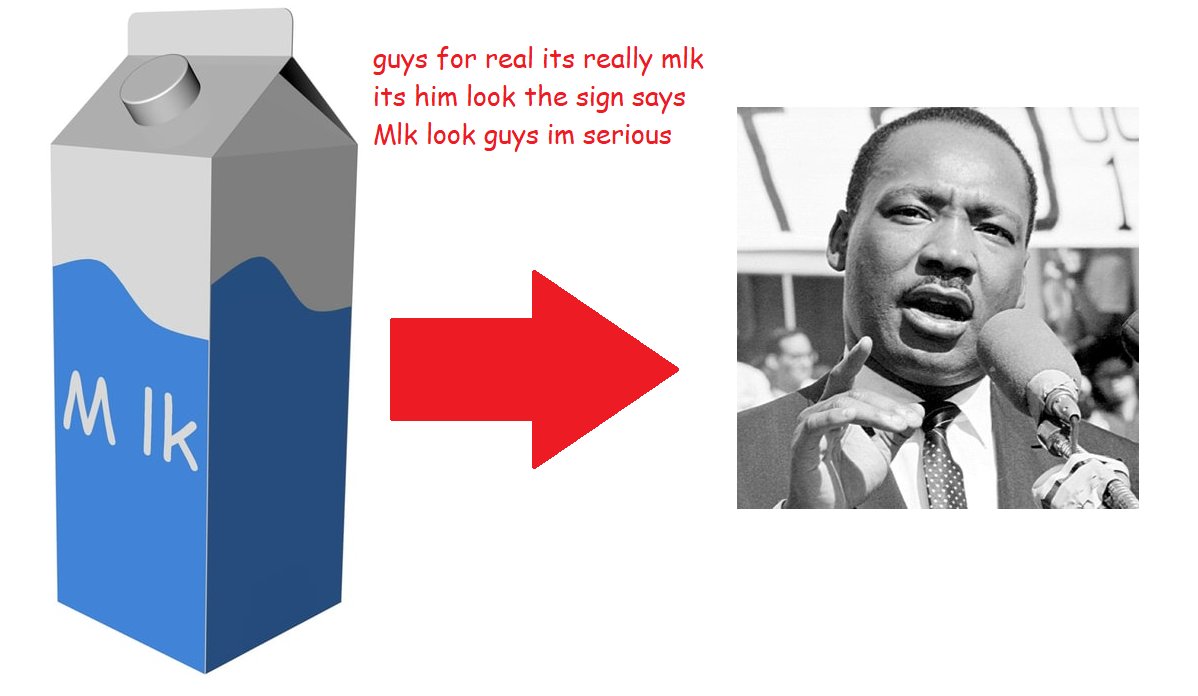 guys for real its really mlk
its him look the sign says
Mlk look guys im serious
M lk